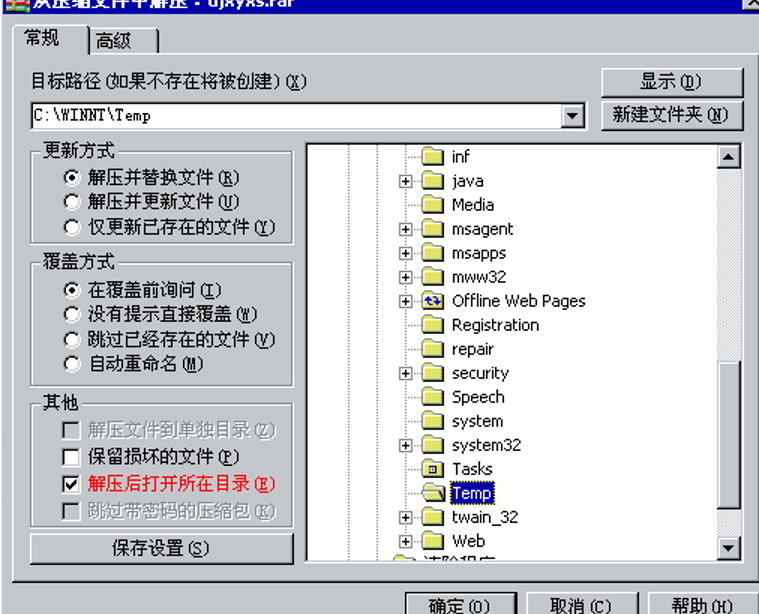 从压缩文件中解压：djxyxs.rar
常规
高级
目标路径(如果不存在将被创建)(X)
显示(D)
C:\WINNT\Temp
新建文件夹(N)
更新方式
解压并替换文件(R)
解压并更新文件(U)
仅更新已存在的文件(Y)
覆盖方式
在覆盖前询问(I)
没有提示直接覆盖(W)
跳过已经存在的文件(V)
自动重命名(M)
其他
解压文件到单独目录(Z)
保留损坏的文件(P)
解压后打开所在目录(E)
跳过带密码的压缩包(K)
保存设置(S)
inf
java
Media
msagent
msapps
mww32
Offline Web Pages
Registration
repair
security
Speech
system
system32
Tasks
Temp
twain_32
Web
确定(O)
取消(C)
帮助(H)